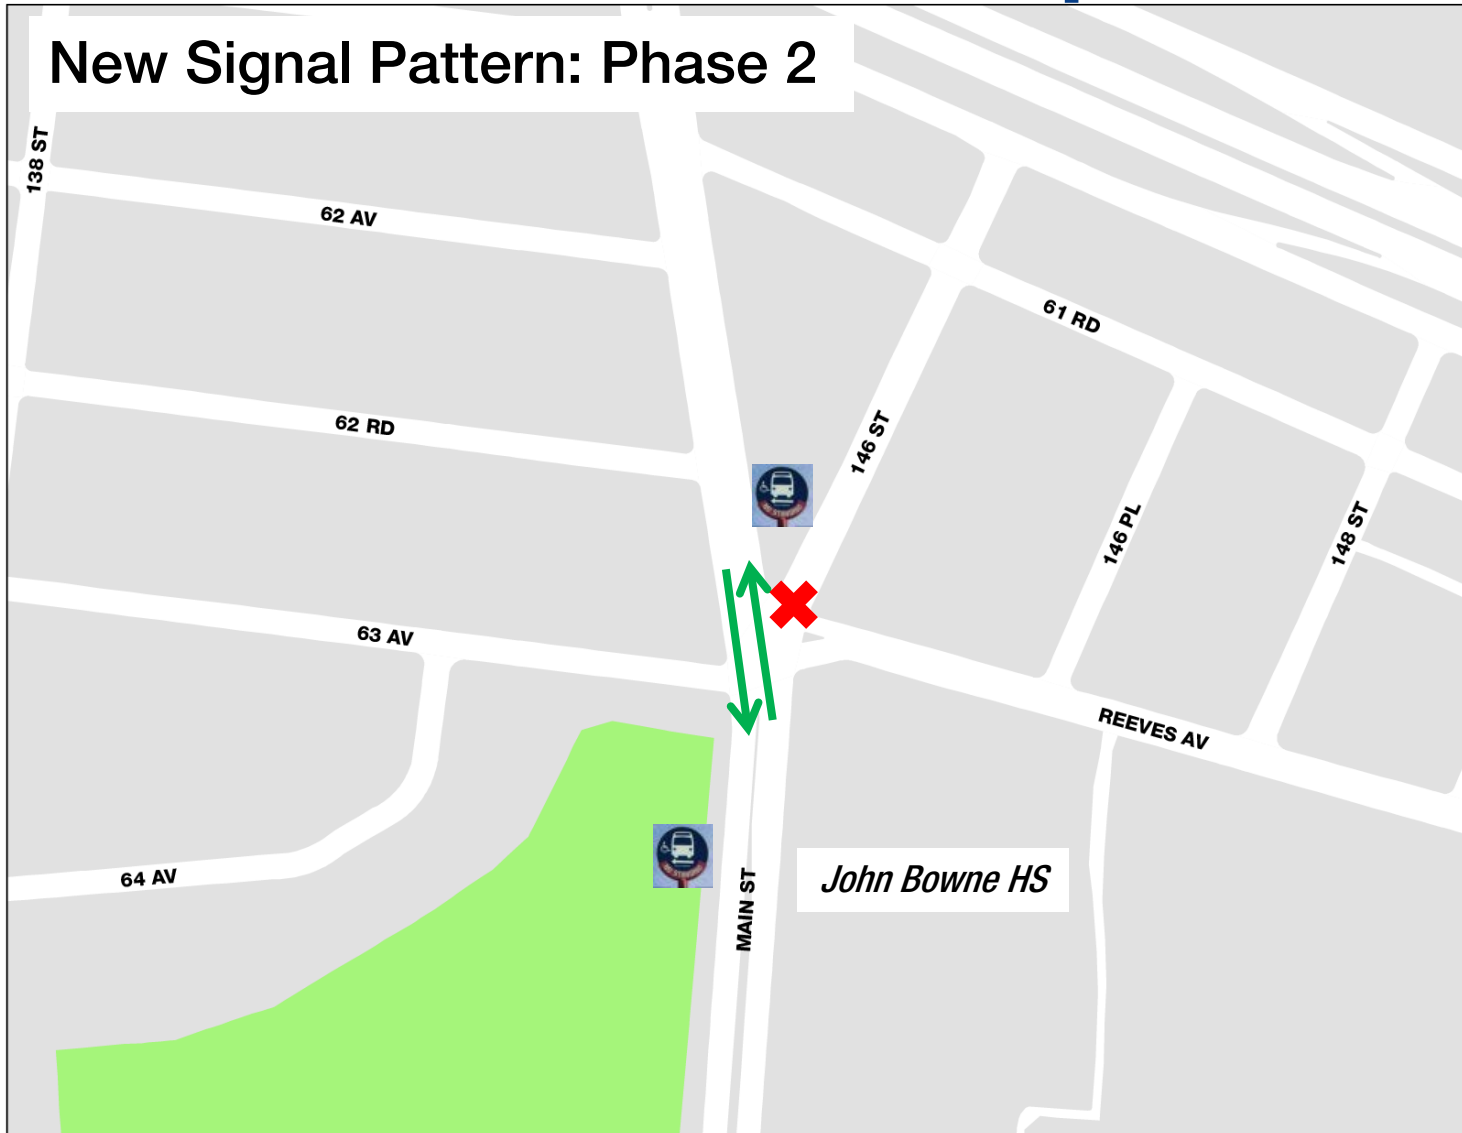 New Signal Pattern: Phase 2
138 ST
62 AV
61 RD
62 RD
146 ST
146 PL
148 ST
63 AV
REEVES AV
64 AV
MAIN ST
John Bowne HS